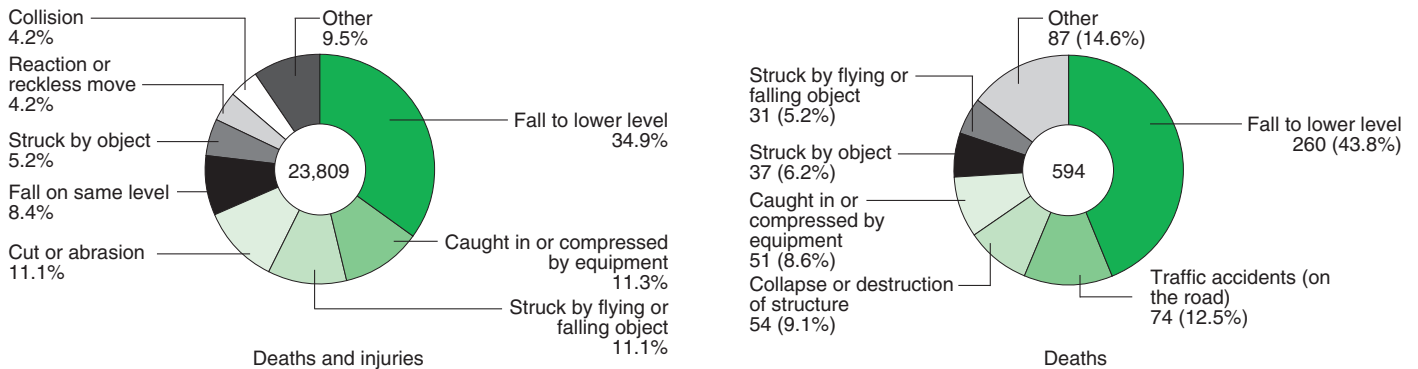 Collision
4.2%
Reaction or
reckless move
4.2%
Struck by object
5.2%
Fall on same level
8.4%
Cut or abrasion
11.1%
Other
9.5%
Fall to lower level
34.9%
Caught in or compressed
by equipment
11.3%
Struck by flying or
falling object
11.1%
23,809
Deaths and injuries
Other
87 (14.6%)
Struck by flying or
falling object
31 (5.2%)
Struck by object
37 (6.2%)
Caught in or
compressed by
equipment
51 (8.6%)
Collapse or destruction
of structure
54 (9.1%)
Fall to lower level
260 (43.8%)
Traffic accidents (on
the road)
74 (12.5%)
594
Deaths